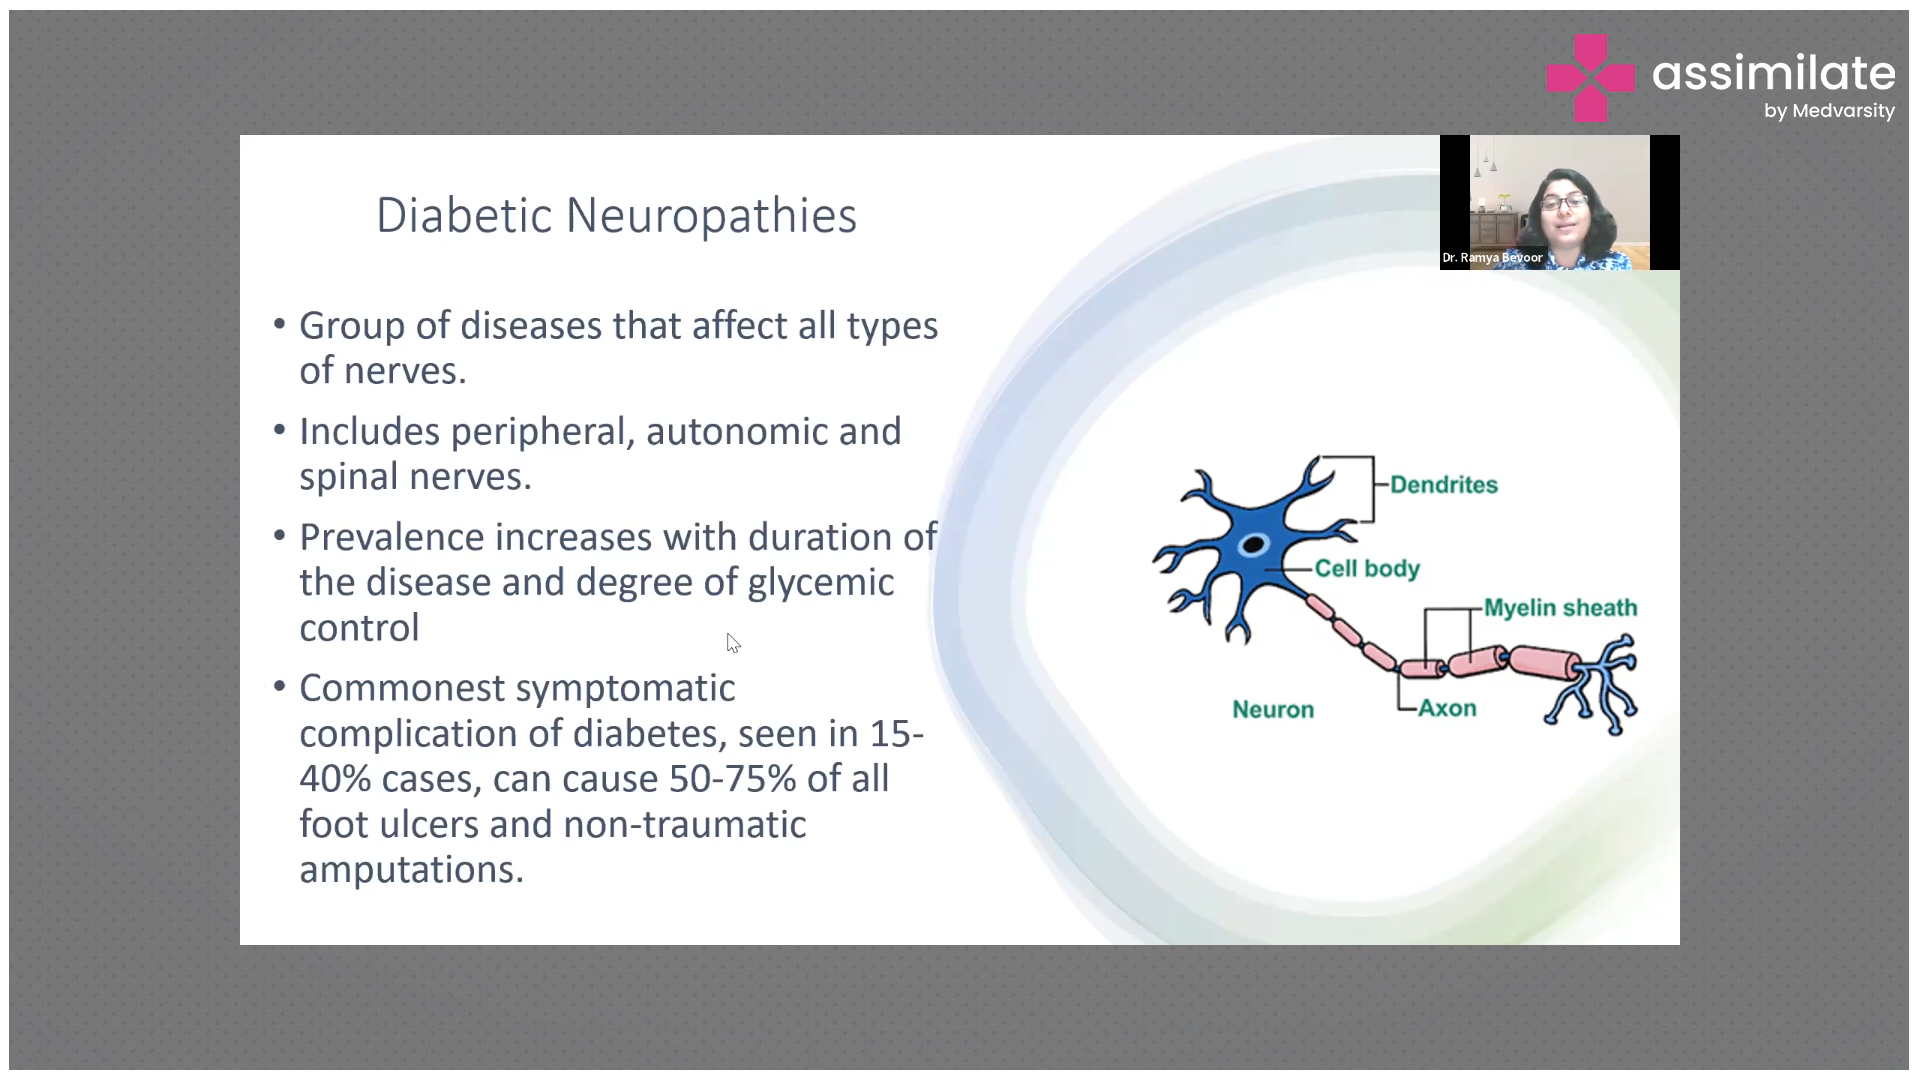 assimilate
by Medvarsity
Dr. Ramya Bevoor
Diabetic Neuropathies
• Group of diseases that affect all types
of nerves.
• Includes peripheral, autonomic and
spinal nerves.
• Prevalence increases with duration of
the disease and degree of glycemic
control
• Commonest symptomatic
complication of diabetes, seen in 15-
40% cases, can cause 50-75% of all
foot ulcers and non-traumatic
amputations.
Dendrites
Cell body
Myelin sheath
Neuron
Axon